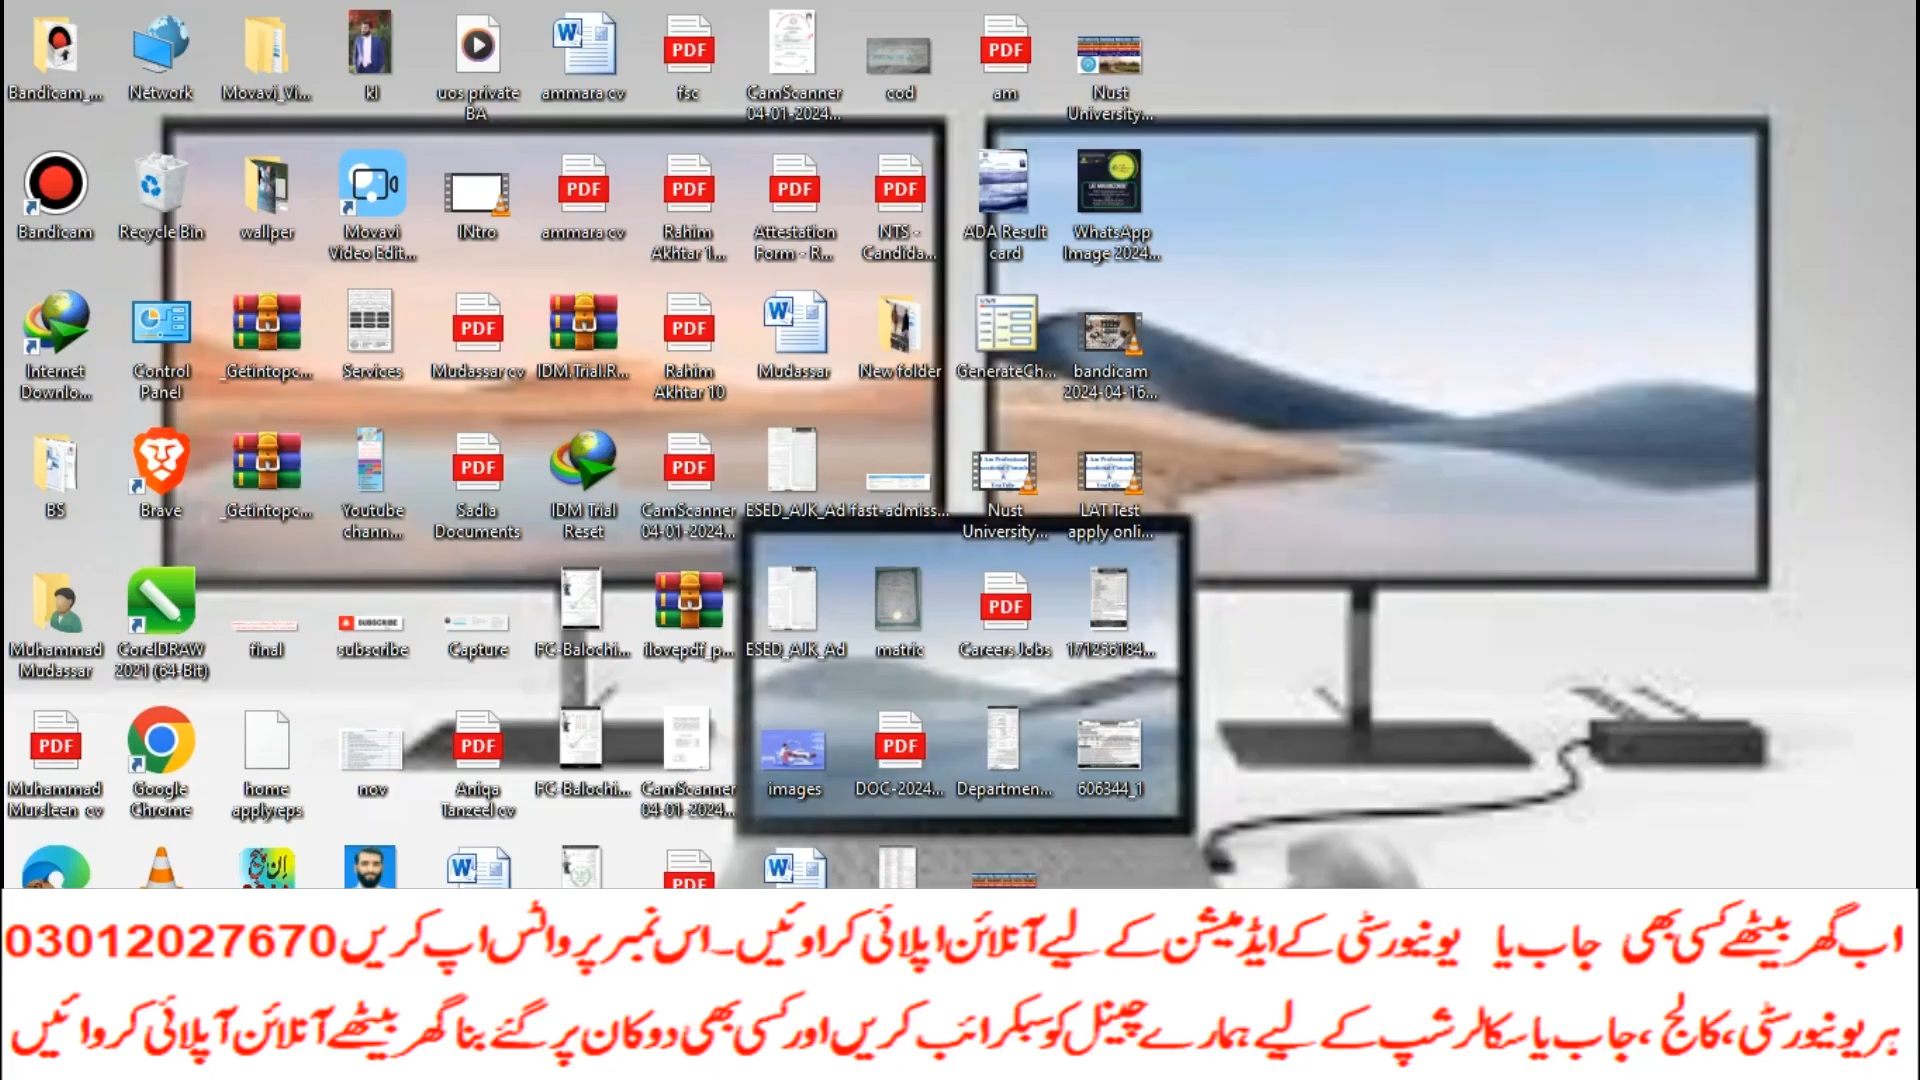 Bandicam_...
Network
Movavi_Vi...
kl
uos private
BA
ammara cv
PDF
fsc
CamScanner
04-01-2024...
cod
PDF
am
Nust
University...
Bandicam
Recycle Bin
wallper
Movavi
Video Edit...
INtro
PDF
ammara cv
PDF
Rahim
Akhtar 1...
PDF
Attestation
Form - R...
PDF
NTS -
Candida...
ADA Result
card
WhatsApp
Image 2024...
Internet
Downlo...
Control
Panel
_Getintopc...
Services
PDF
Mudassar cv
IDM.Trial.R...
PDF
Rahim
Akhtar 10
Mudassar
New folder
GenerateCh...
bandicam
2024-04-16...
BS
Brave
_Getintopc...
Youtube
chann...
PDF
Sadia
Documents
IDM Trial
Reset
PDF
CamScanner
04-01-2024...
ESED_AJK_Ad
fast-admiss...
Nust
University...
LAT Test
apply onli...
Muhammad
Mudassar
CorelDRAW
2021 (64-Bit)
final
SUBSCRIBE
subscribe
Capture
FC-Balochi...
ilovepdf_p...
ESED_AJK_Ad
matric
PDF
Careers.Jobs
171256184...
PDF
Muhammad
Mursleen cv
Google
Chrome
home
apply.eps
nov
PDF
Aniqa
Tanzeel cv
FC-Balochi...
CamScanner
04-01-2024...
images
PDF
DOC-2024...
Departmen...
606344_1
PDF
اب گھر بیٹھے کسی بھی جاب یا یونیورسٹی کے ایڈمیشن کے لیے آنلائن اپلائی کراوئیں۔اس نمبر پر واٹس اپ کریں 03012027670
ہر یونیورسٹی، کالج ،جاب یا سکالرشپ کے لیے ہمارے چینل کو سبکرائب کریں اور کسی بھی دوکان پر گئے بنا گھر بیٹھے آنلائن آپلائی کروائیں